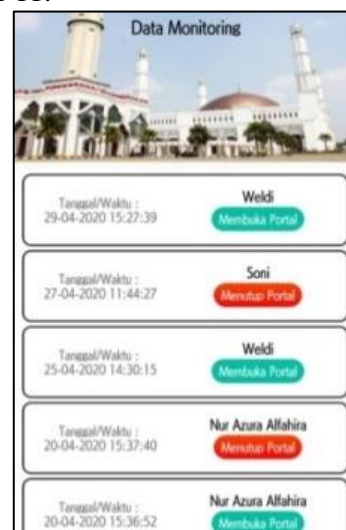 Data Monitoring
Tanggal/Waktu :
29-04-2020 15:27:39
Weldi
Membuka Portal
Tanggal/Waktu :
27-04-2020 11:44:27
Soni
Menutup Portal
Tanggal/Waktu :
25-04-2020 14:30:15
Weldi
Membuka Portal
Tanggal/Waktu :
20-04-2020 15:37:40
Nur Azura Alfahira
Menutup Portal
Tanggal/Waktu :
20-04-2020 15:36:52
Nur Azura Alfahira
Membuka Portal